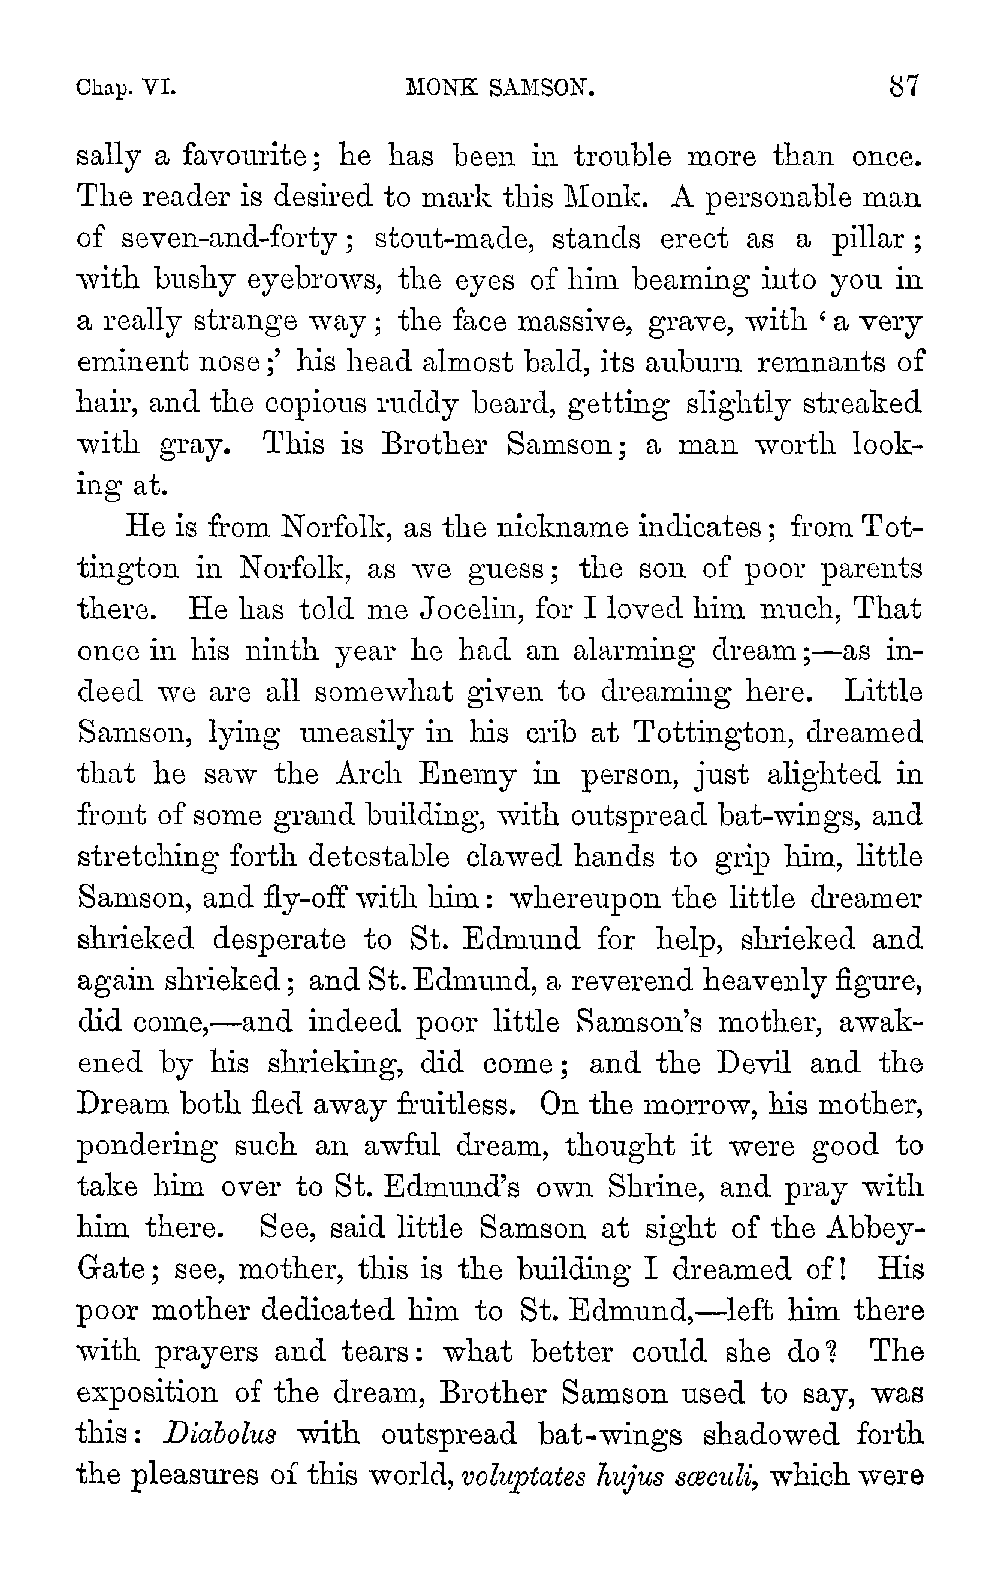 Chap. VI. MONK SAMSON. 87
sally a favourite; he has been in trouble more than once.
The reader is desired to mark this Monk. A personable man
of seven-and-forty; stout-made, stands erect as a pillar;
with bushy eyebrows, the eyes of him beaming into you in
a really strange way; the face massive, grave, with ‘a very
eminent nose;’ his head almost bald, its auburn remnants of
hair, and the copious ruddy beard, getting slightly streaked
with gray. This is Brother Samson; a man worth look-
ing at.
He is from Norfolk, as the nickname indicates; from Tot-
tington in Norfolk, as we guess; the son of poor parents
there. He has told me Jocelin, for I loved him much, That
once in his ninth year he had an alarming dream;—as in-
deed we are all somewhat given to dreaming here. Little
Samson, lying uneasily in his crib at Tottington, dreamed
that he saw the Arch Enemy in person, just alighted in
front of some grand building, with outspread bat-wings, and
stretching forth detestable clawed hands to grip him, little
Samson, and fly-off with him: whereupon the little dreamer
shrieked desperate to St. Edmund for help, shrieked and
again shrieked; and St. Edmund, a reverend heavenly figure,
did come,—and indeed poor little Samson’s mother, awak-
ened by his shrieking, did come; and the Devil and the
Dream both fled away fruitless. On the morrow, his mother,
pondering such an awful dream, thought it were good to
take him over to St. Edmund’s own Shrine, and pray with
him there. See, said little Samson at sight of the Abbey-
Gate; see, mother, this is the building I dreamed of! His
poor mother dedicated him to St. Edmund,—left him there
with prayers and tears: what better could she do? The
exposition of the dream, Brother Samson used to say, was
this: Diabolus with outspread bat-wings shadowed forth
the pleasures of this world, voluptates hujus sæculi, which were